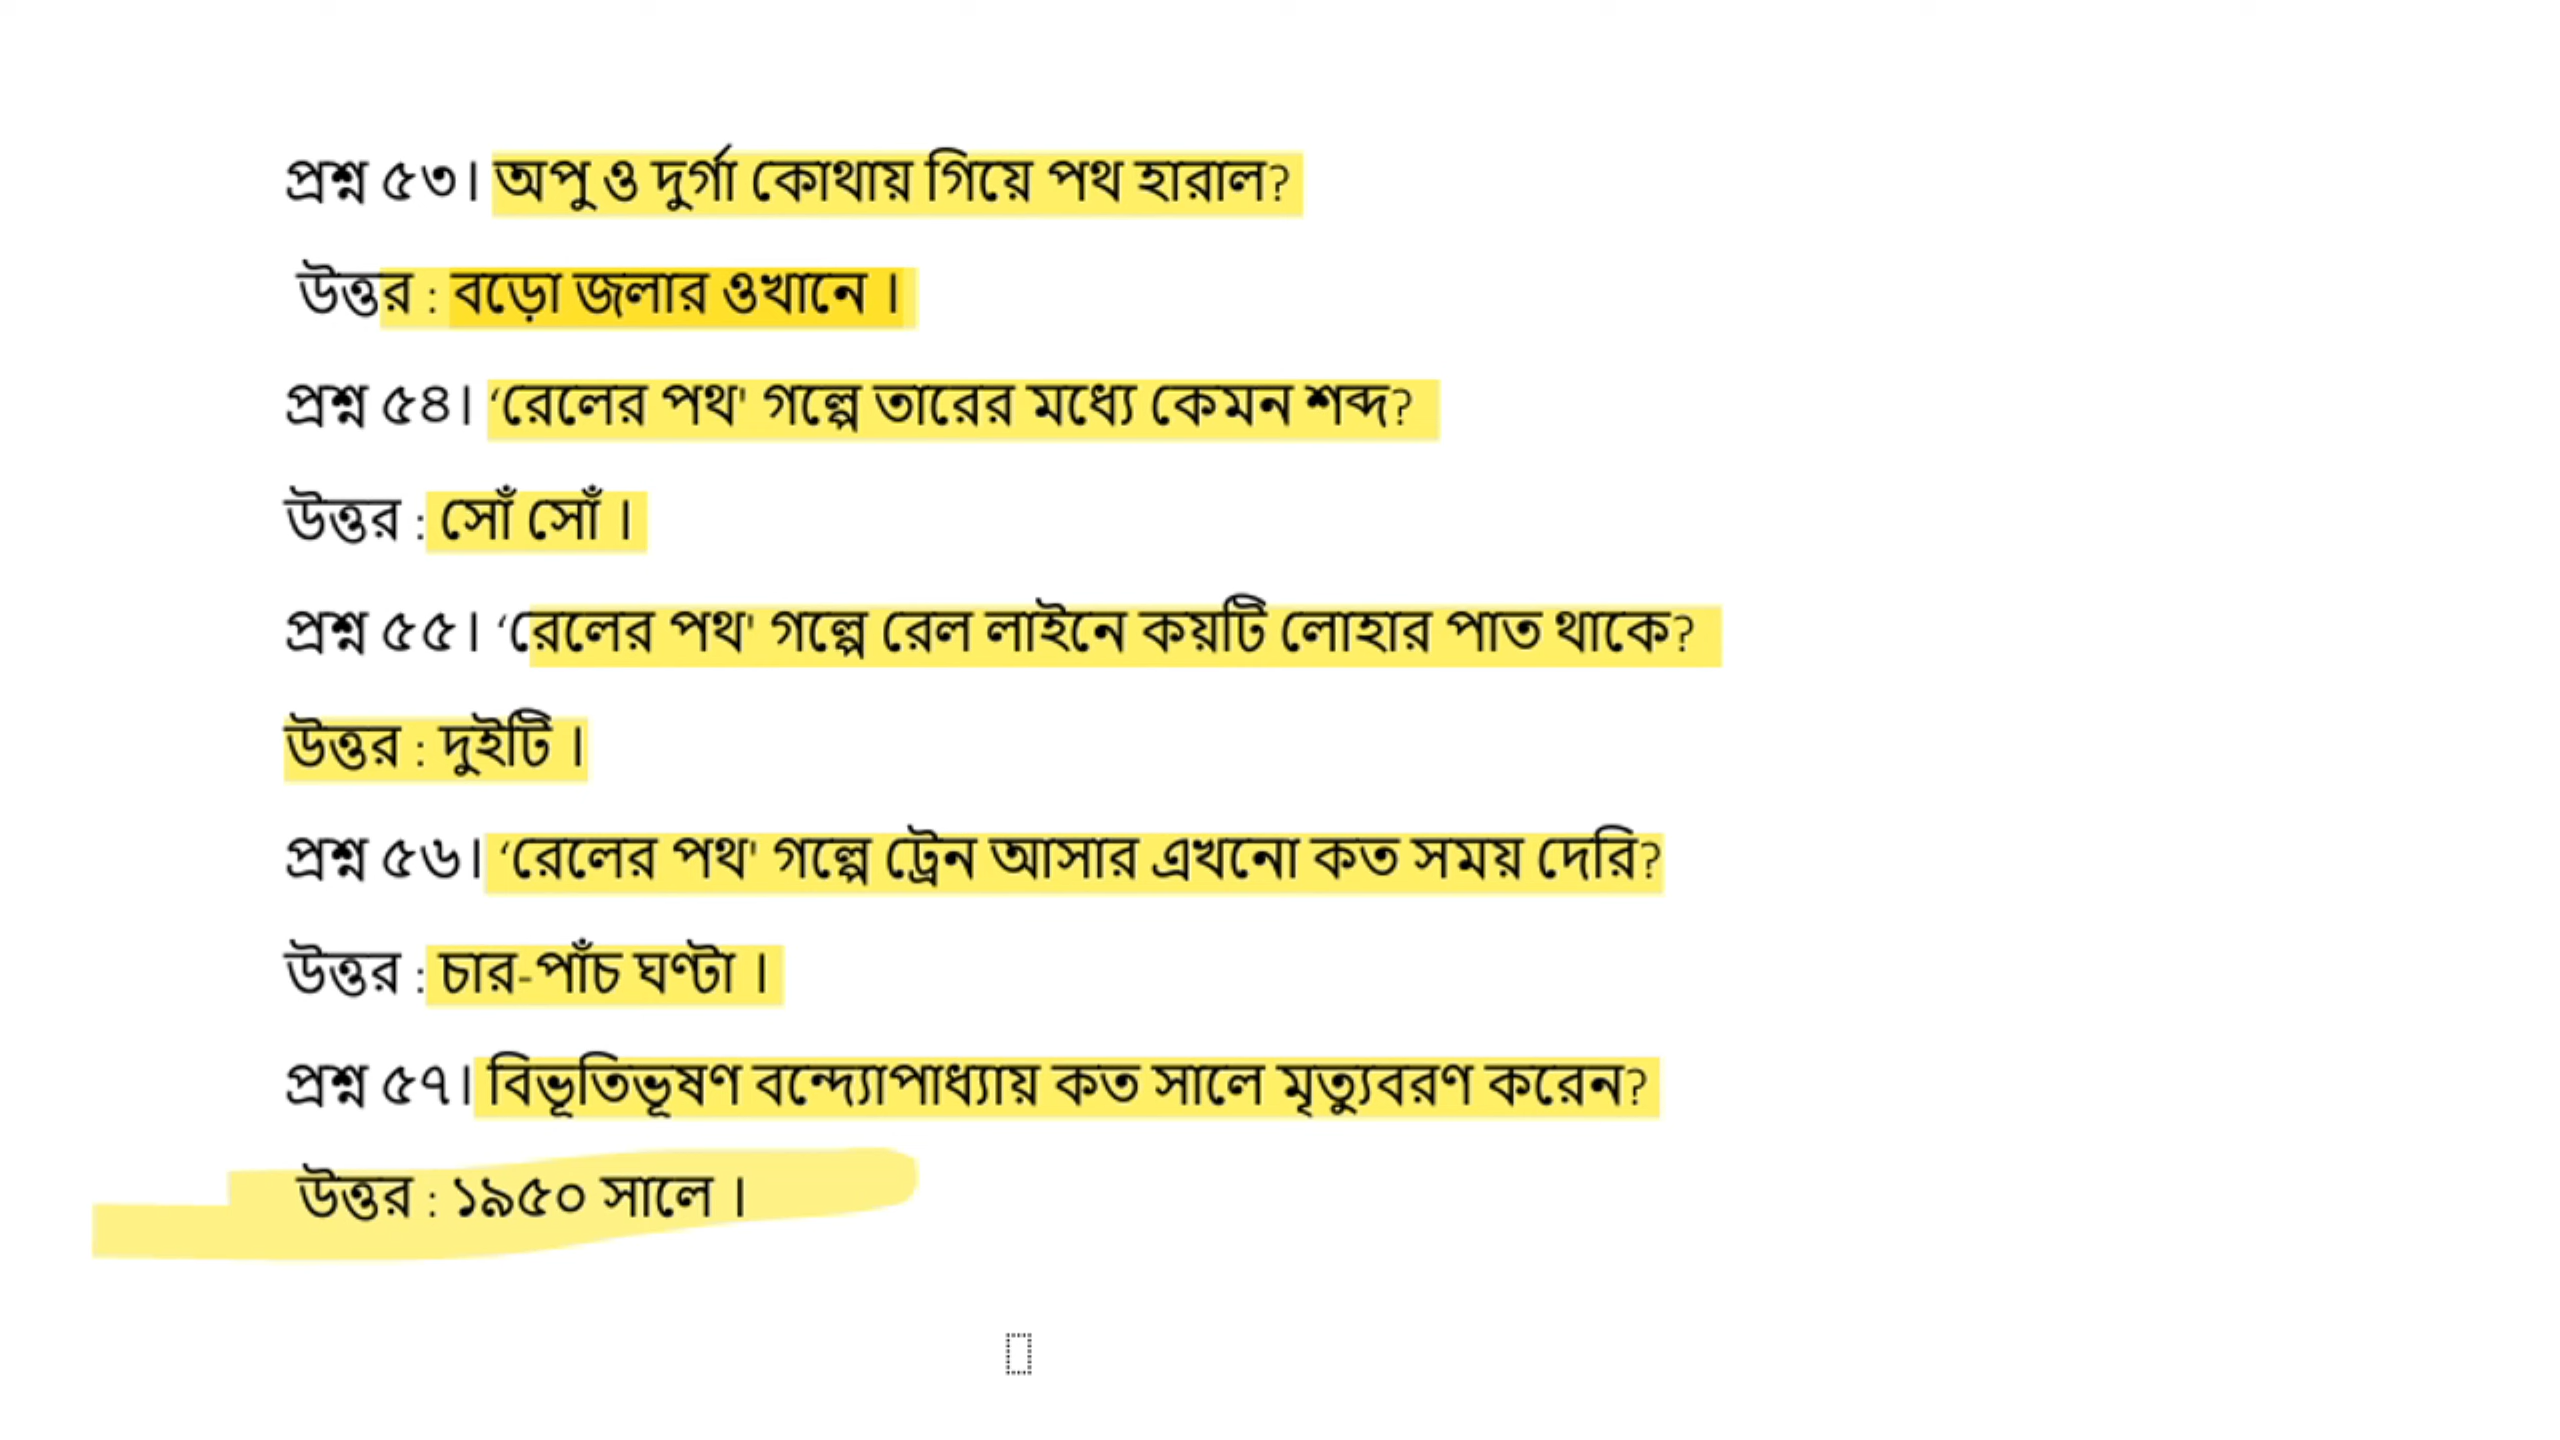 প্রশ্ন ৫৩। অপু ও দুর্গা কোথায় গিয়ে পথ হারাল?
উত্তর : বড়ো জলার ওখানে ।
প্রশ্ন ৫৪। ‘রেলের পথ' গল্পে তারের মধ্যে কেমন শব্দ?
উত্তর : সোঁ সোঁ ।
প্রশ্ন ৫৫। ‘রেলের পথ' গল্পে রেল লাইনে কয়টি লোহার পাত থাকে?
উত্তর : দুইটি ।
প্রশ্ন ৫৬। ‘রেলের পথ' গল্পে ট্রেন আসার এখনো কত সময় দেরি?
উত্তর : চার-পাঁচ ঘণ্টা ।
প্রশ্ন ৫৭। বিভূতিভূষণ বন্দ্যোপাধ্যায় কত সালে মৃত্যুবরণ করেন?
উত্তর : ১৯৫০ সালে ।